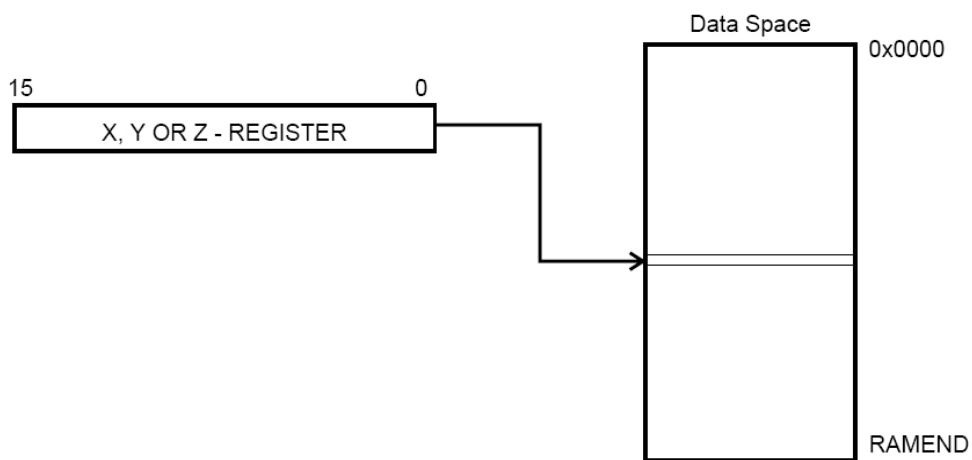 Data Space
0x0000
15 0
X, Y OR Z - REGISTER
RAMEND